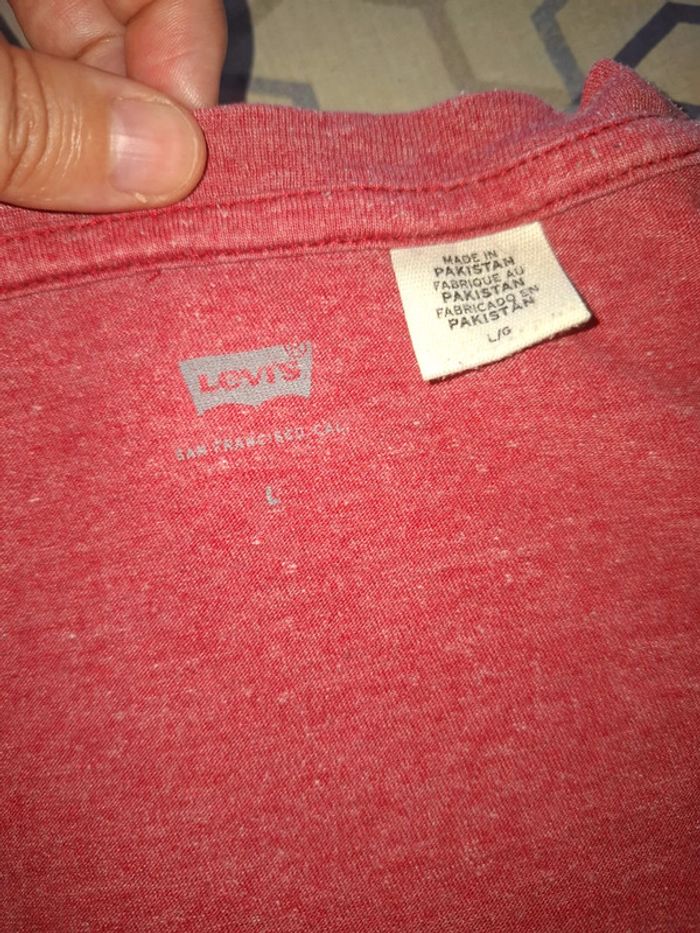 MADE IN
PAKISTAN
FABRIQUE AU
PAKISTAN
FABRICADO EN
PAKISTAN
L/G
LEVI'S®
SAN FRANCISCO CAL.
L